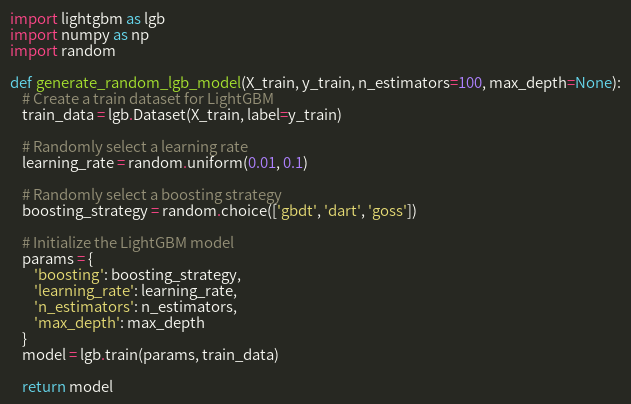 import lightgbm as lgb
import numpy as np
import random

def generate_random_lgb_model(X_train, y_train, n_estimators=100, max_depth=None):
    # Create a train dataset for LightGBM
    train_data = lgb.Dataset(X_train, label=y_train)

    # Randomly select a learning rate
    learning_rate = random.uniform(0.01, 0.1)

    # Randomly select a boosting strategy
    boosting_strategy = random.choice(['gbdt', 'dart', 'goss'])

    # Initialize the LightGBM model
    params = {
        'boosting': boosting_strategy,
        'learning_rate': learning_rate,
        'n_estimators': n_estimators,
        'max_depth': max_depth
    }
    model = lgb.train(params, train_data)

    return model